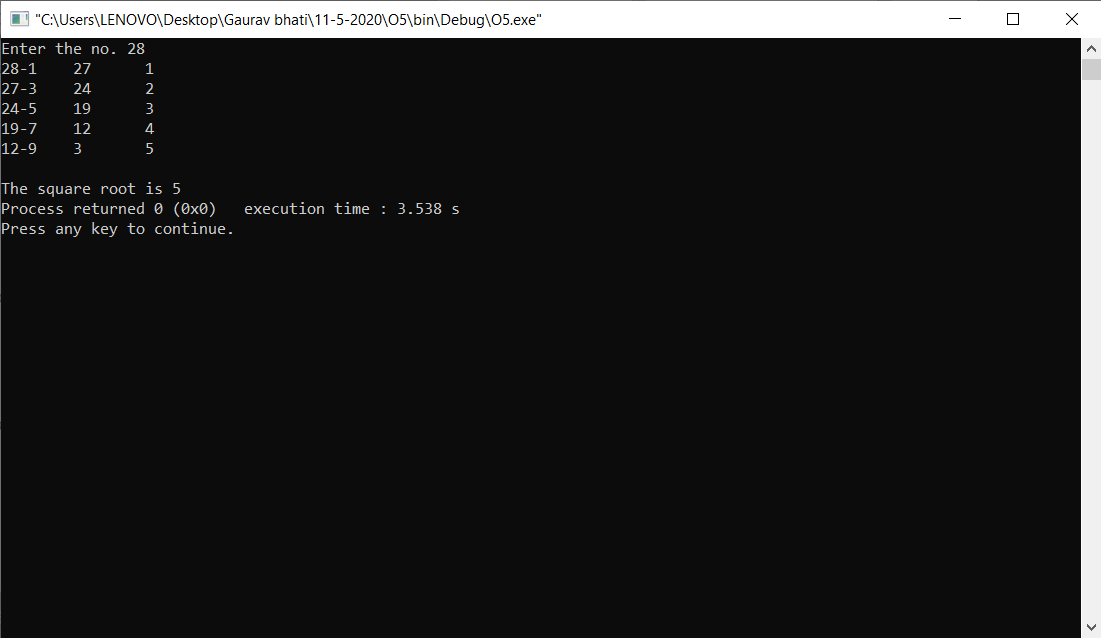 "C:\Users\LENOVO\Desktop\Gaurav bhati\11-5-2020\O5\bin\Debug\O5.exe"
Enter the no. 28
28-1    27      1
27-3    24      2
24-5    19      3
19-7    12      4
12-9    3       5
The square root is 5
Process returned 0 (0x0)   execution time : 3.538 s
Press any key to continue.